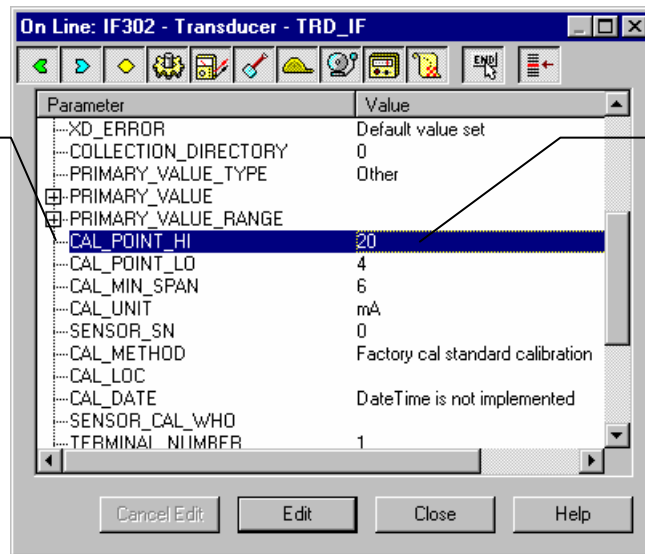 On Line: IF302 - Transducer - TRD_IF
END
Parameter Value
XD_ERROR Default value set
COLLECTION_DIRECTORY 0
PRIMARY_VALUE_TYPE Other
PRIMARY_VALUE
PRIMARY_VALUE_RANGE
CAL_POINT_HI 20
CAL_POINT_LO 4
CAL_MIN_SPAN 6
CAL_UNIT mA
SENSOR_SN 0
CAL_METHOD Factory cal standard calibration
CAL_LOC
CAL_DATE DateTime is not implemented
SENSOR_CAL_WHO
TERMINAL_NUMBER 1
Cancel Edit Edit Close Help